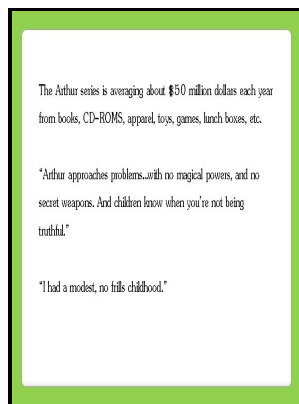 The Arthur series is averaging about $50 million dollars each year
from books, CD-ROMS, apparel, toys, games, lunch boxes, etc.
"Arthur approaches problems...with no magical powers, and no
secret weapons. And children know when you're not being
truthful."
"I had a modest, no frills childhood."